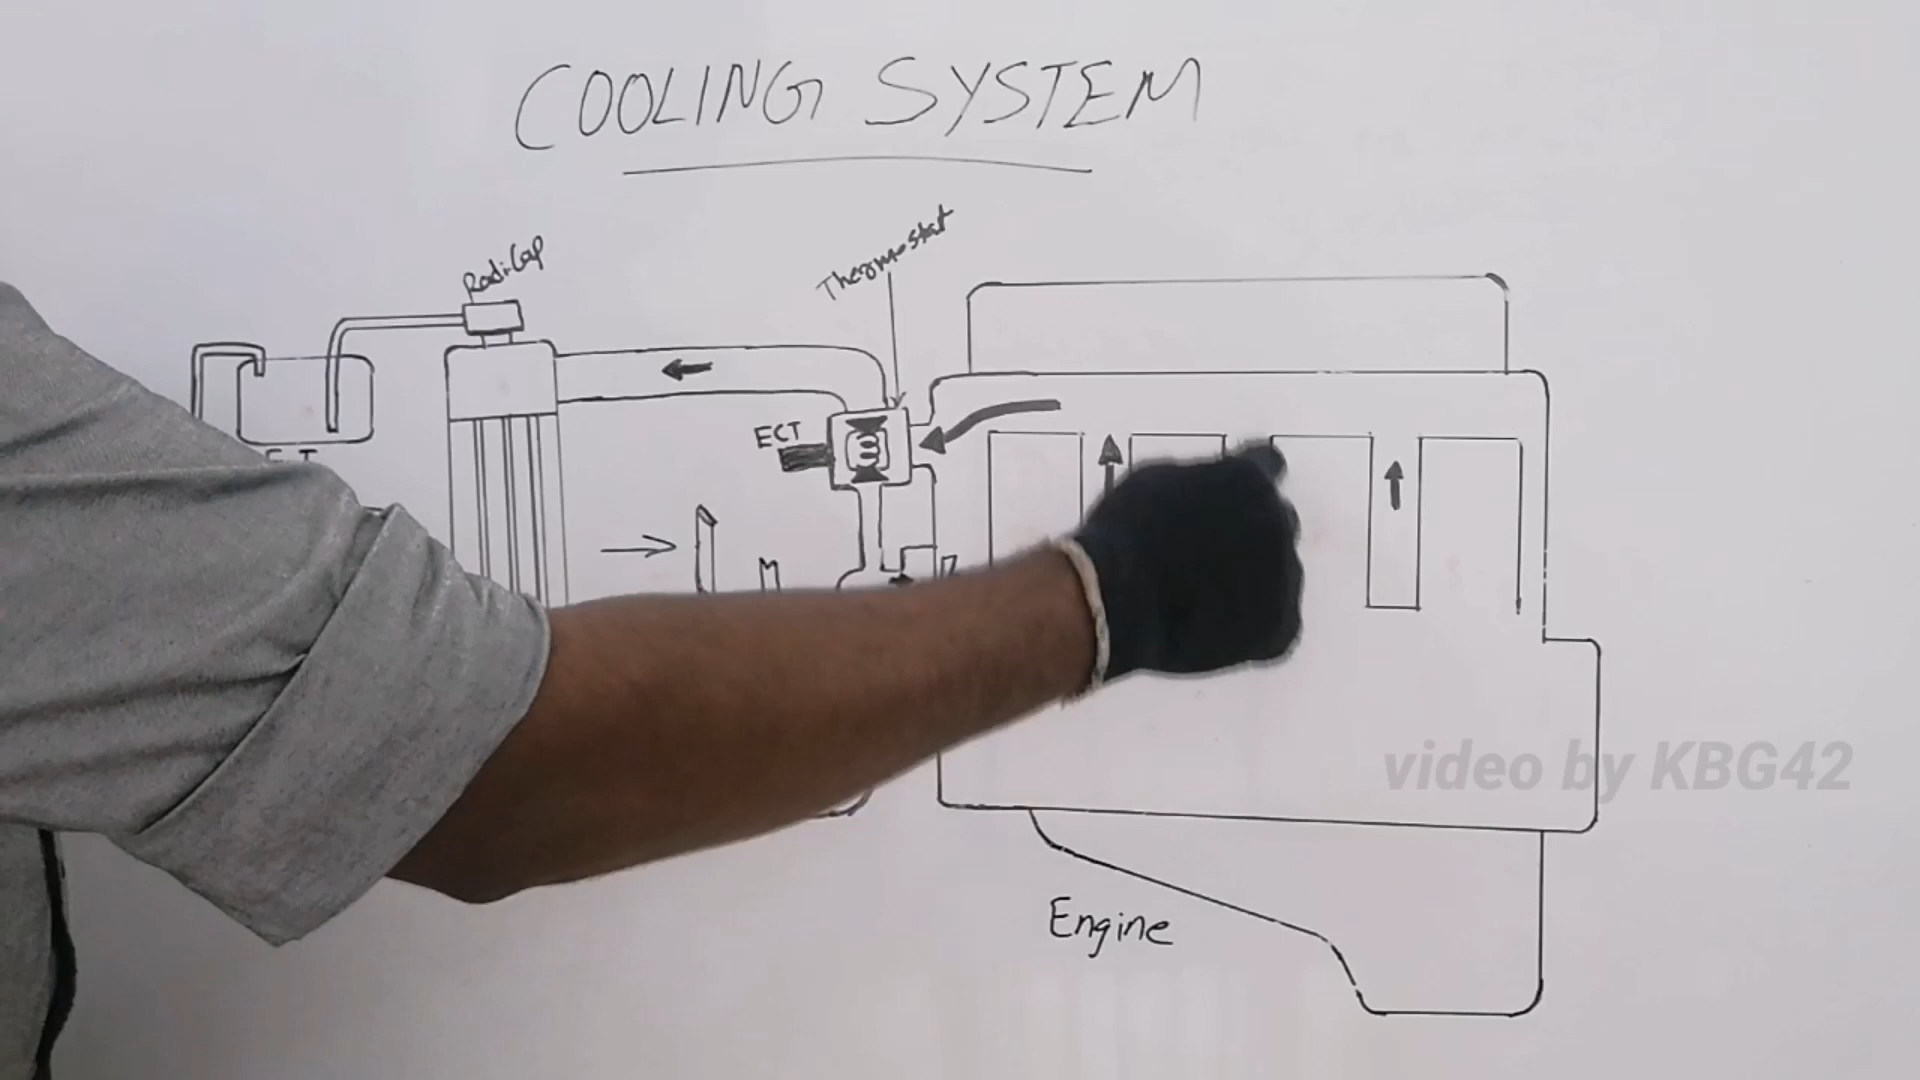 COOLING SYSTEM
Radi.Cap
Thermostat
ECT
video by KBG42
Engine